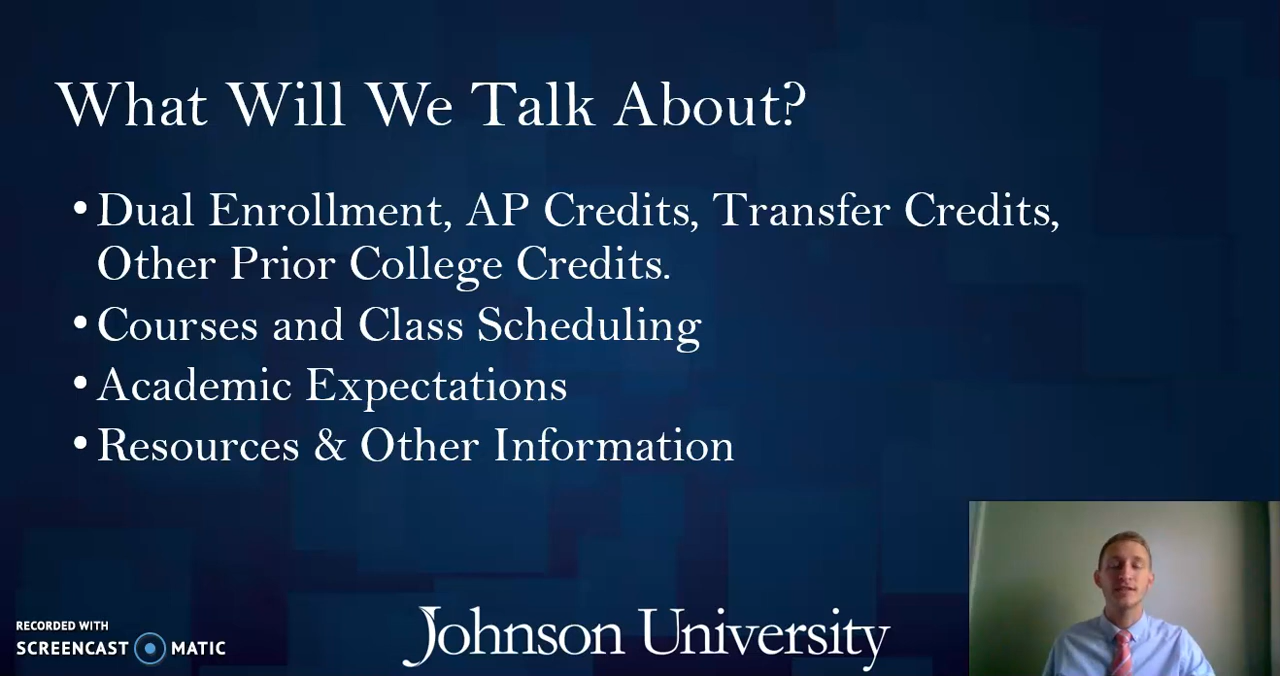 What Will We Talk About?
• Dual Enrollment, AP Credits, Transfer Credits,
Other Prior College Credits.
• Courses and Class Scheduling
• Academic Expectations
• Resources & Other Information
RECORDED WITH
SCREENCAST MATIC
Johnson University